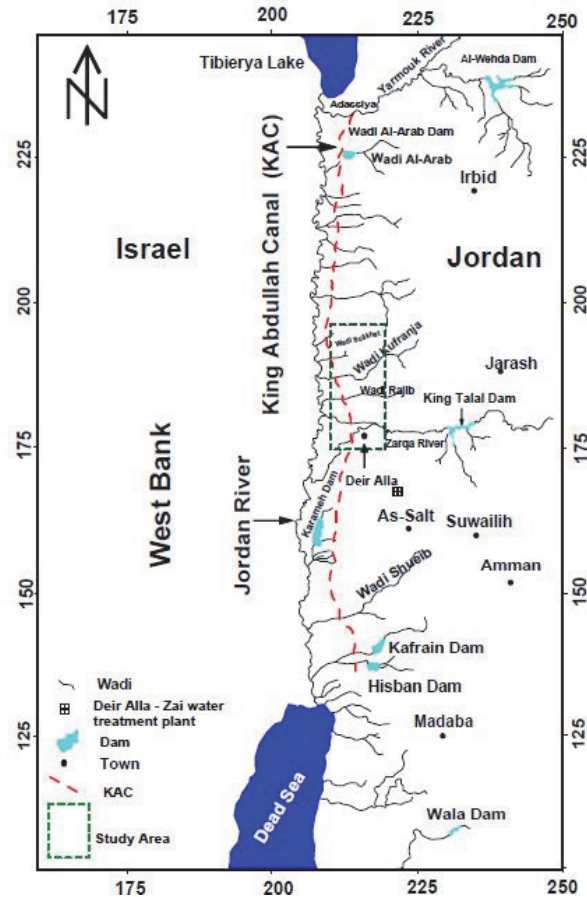 175
200
225
250
Tibierya Lake
Yarmouk River
Al-Wehda Dam
Adassiya
N
King Abdullah Canal (KAC)
Wadi Al-Arab Dam
Wadi Al-Arab
225
225
Irbid
Israel
Jordan
200
200
Wadi Kufranja
Jarash
Wadi Rajib
King Talal Dam
175
Zarqa River
175
West Bank
Deir Alla
Karameh Dam
Jordan River
As-Salt
Suwailih
Amman
150
150
Wadi Shueib
Kafrain Dam
Hisban Dam
Wadi
Deir Alla - Zai water
treatment plant
Dam
Town
KAC
Study Area
125
125
Madaba
Dead Sea
Wala Dam
175
200
225
250